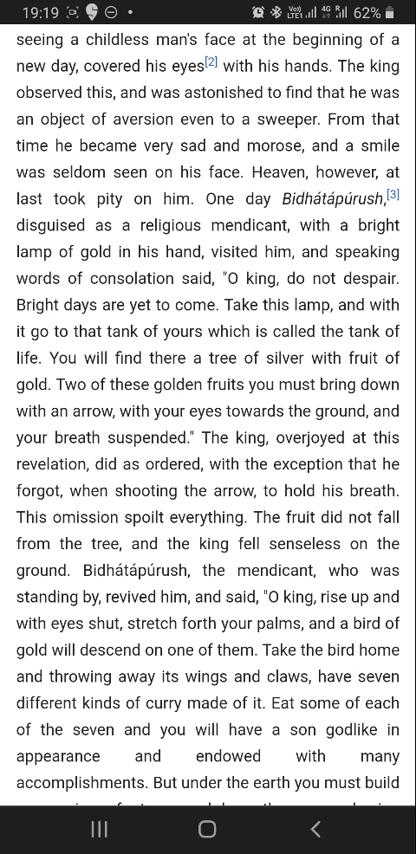 19:19 Vo)) LTE1 4G R 62%
seeing a childless man's face at the beginning of a
new day, covered his eyes[2] with his hands. The king
observed this, and was astonished to find that he was
an object of aversion even to a sweeper. From that
time he became very sad and morose, and a smile
was seldom seen on his face. Heaven, however, at
last took pity on him. One day Bidhátápúrush,[3]
disguised as a religious mendicant, with a bright
lamp of gold in his hand, visited him, and speaking
words of consolation said, "O king, do not despair.
Bright days are yet to come. Take this lamp, and with
it go to that tank of yours which is called the tank of
life. You will find there a tree of silver with fruit of
gold. Two of these golden fruits you must bring down
with an arrow, with your eyes towards the ground, and
your breath suspended." The king, overjoyed at this
revelation, did as ordered, with the exception that he
forgot, when shooting the arrow, to hold his breath.
This omission spoilt everything. The fruit did not fall
from the tree, and the king fell senseless on the
ground. Bidhátápúrush, the mendicant, who was
standing by, revived him, and said, "O king, rise up and
with eyes shut, stretch forth your palms, and a bird of
gold will descend on one of them. Take the bird home
and throwing away its wings and claws, have seven
different kinds of curry made of it. Eat some of each
of the seven and you will have a son godlike in
appearance and endowed with many
accomplishments. But under the earth you must build